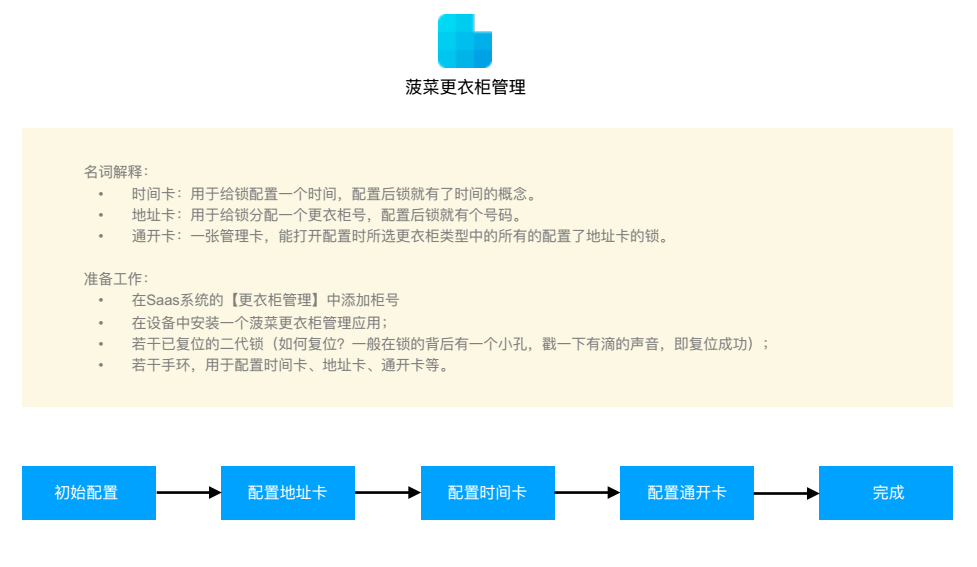 菠菜更衣柜管理
名词解释：
• 时间卡：用于给锁配置一个时间，配置后锁就有了时间的概念。
• 地址卡：用于给锁分配一个更衣柜号，配置后锁就有个号码。
• 通开卡：一张管理卡，能打开配置时所选更衣柜类型中的所有的配置了地址卡的锁。
准备工作：
• 在Saas系统的【更衣柜管理】中添加柜号
• 在设备中安装一个菠菜更衣柜管理应用；
• 若干已复位的二代锁（如何复位？一般在锁的背后有一个小孔，戳一下有滴的声音，即复位成功）；
• 若干手环，用于配置时间卡、地址卡、通开卡等。
初始配置
配置地址卡
配置时间卡
配置通开卡
完成